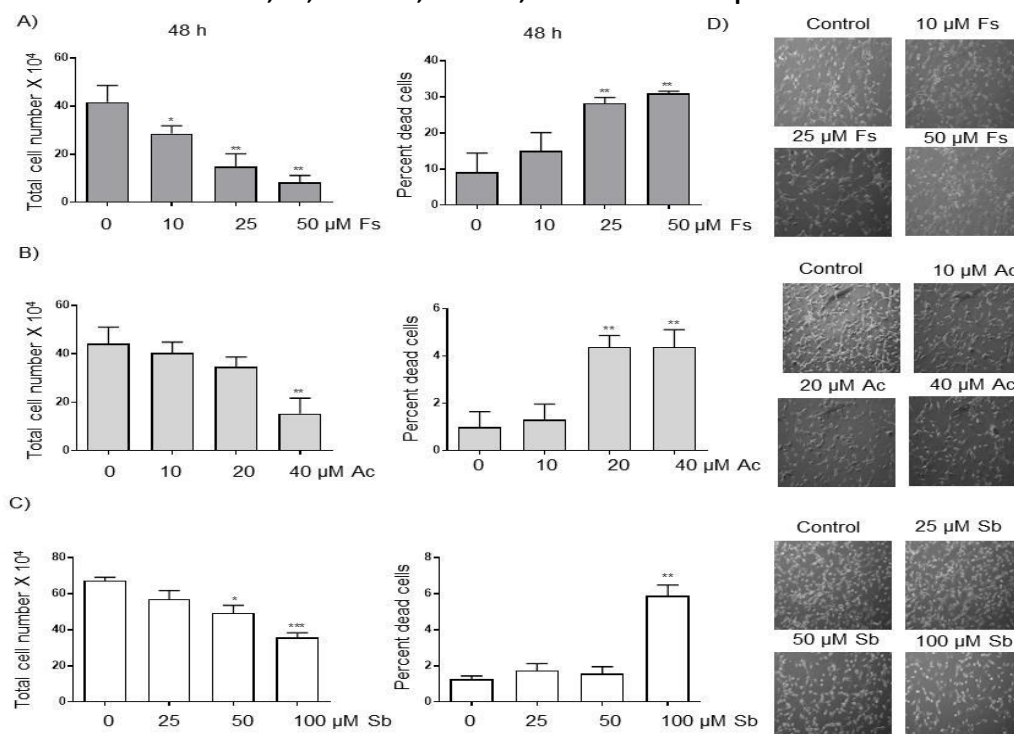 A)
48 h
Total cell number X 10⁴
60
40
20
0
* ** **
0 10 25 50 µM Fs
48 h
Percent dead cells
40
30
20
10
0
** **
0 10 25 50 µM Fs
B)
Total cell number X 10⁴
60
40
20
0
**
0 10 20 40 µM Ac
Percent dead cells
6
4
2
0
** **
0 10 20 40 µM Ac
C)
Total cell number X 10⁴
80
60
40
20
0
* ***
0 25 50 100 µM Sb
Percent dead cells
8
6
4
2
0
**
0 25 50 100 µM Sb
D)
Control 10 µM Fs
25 µM Fs 50 µM Fs
Control 10 µM Ac
20 µM Ac 40 µM Ac
Control 25 µM Sb
50 µM Sb 100 µM Sb